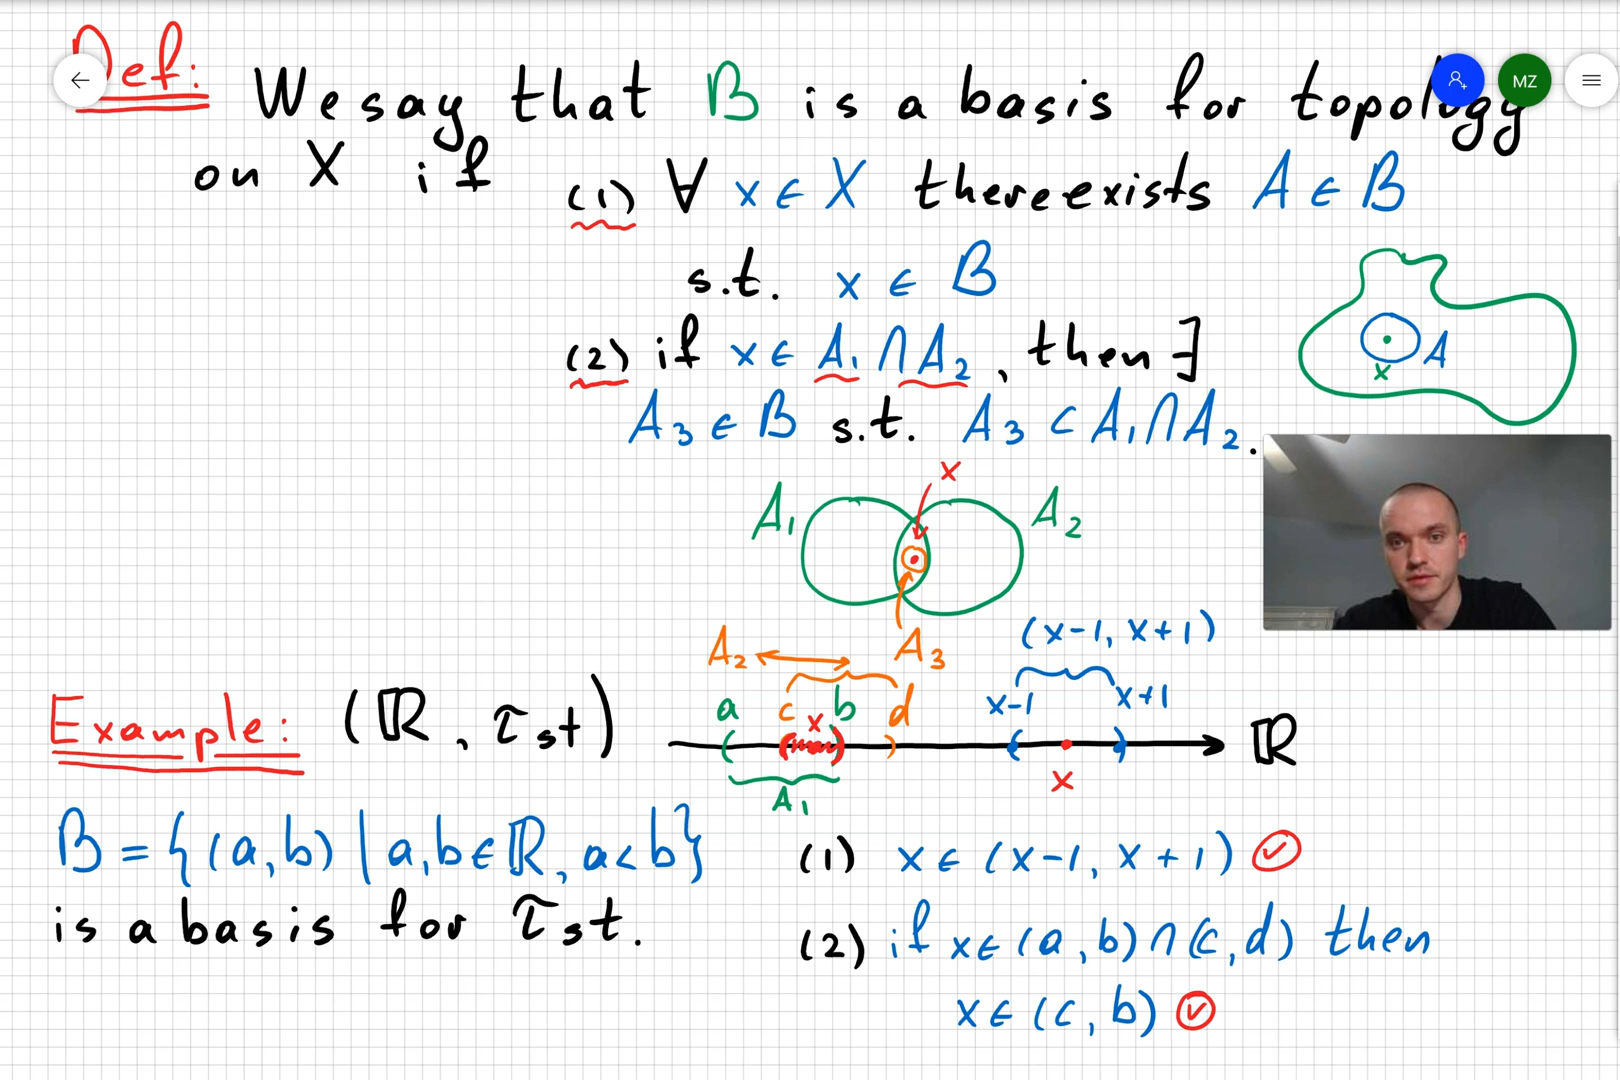 Def: We say that B is a basis for topology
on X if
(1) ∀ x ∈ X there exists A ∈ B
s.t. x ∈ B
(2) if x ∈ A₁ ∩ A₂, then ∃
A₃ ∈ B s.t. A₃ ⊂ A₁ ∩ A₂.
A
x
x
A₁
A₂
A₃
A₂
(x-1, x+1)
a c x b d
x-1 x+1
x
A₁
ℝ
Example: (ℝ, τst)
B = {(a,b) | a,b ∈ ℝ, a<b}
is a basis for τst.
(1) x ∈ (x-1, x+1)
(2) if x ∈ (a,b) ∩ (c,d) then
x ∈ (c,b)
MZ